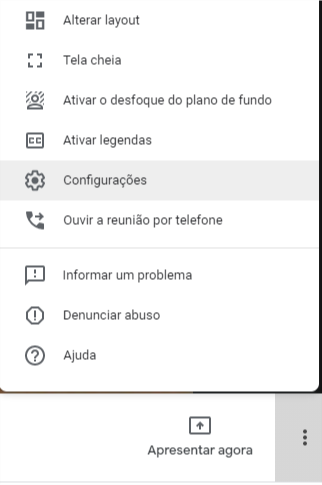 Alterar layout
Tela cheia
Ativar o desfoque do plano de fundo
CC Ativar legendas
Configurações
Ouvir a reunião por telefone
Informar um problema
Denunciar abuso
Ajuda
Apresentar agora